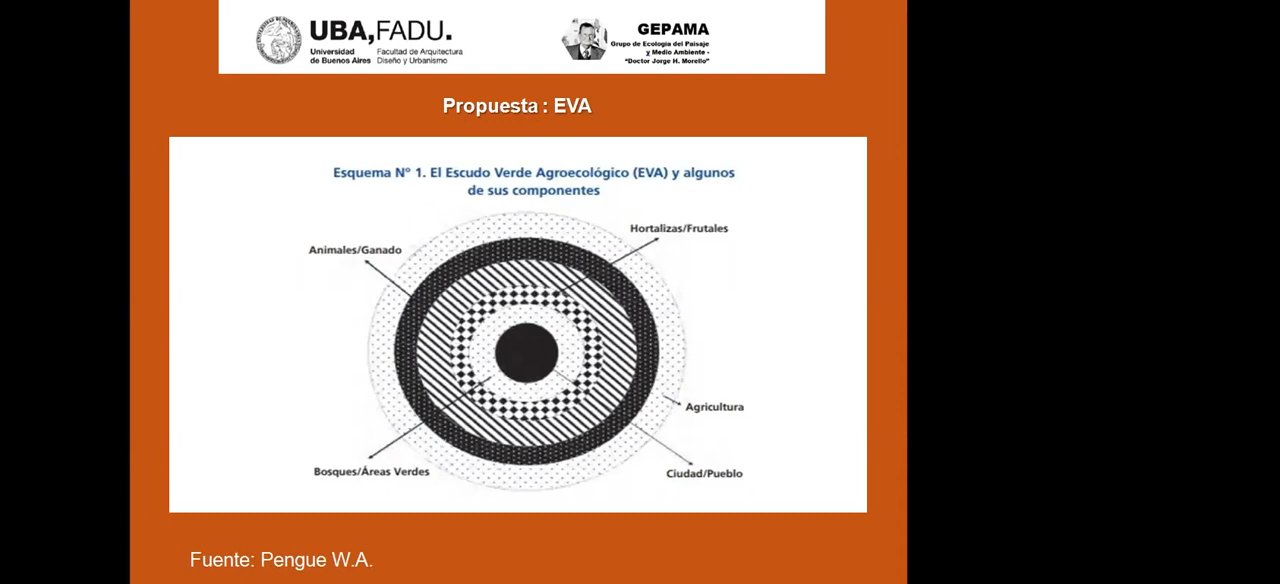 UBA,FADU.
Universidad
de Buenos Aires
Facultad de Arquitectura
Diseño y Urbanismo
GEPAMA
Grupo de Ecología del Paisaje
y Medio Ambiente -
"Doctor Jorge H. Morello"
Propuesta : EVA
Esquema Nº 1. El Escudo Verde Agroecológico (EVA) y algunos
de sus componentes
Hortalizas/Frutales
Animales/Ganado
Agricultura
Bosques/Áreas Verdes
Ciudad/Pueblo
Fuente: Pengue W.A.